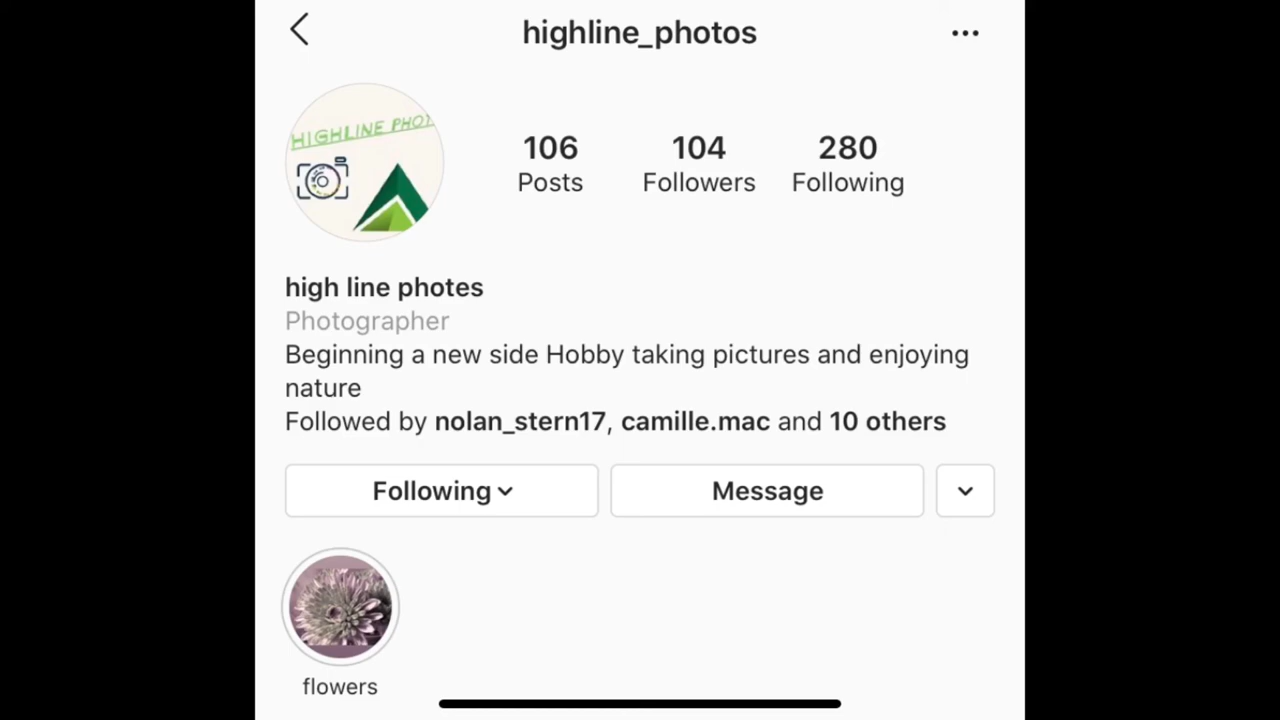 highline_photos
HIGHLINE PHOT
106 104 280
Posts Followers Following
high line photes
Photographer
Beginning a new side Hobby taking pictures and enjoying
nature
Followed by nolan_stern17, camille.mac and 10 others
Following Message
flowers